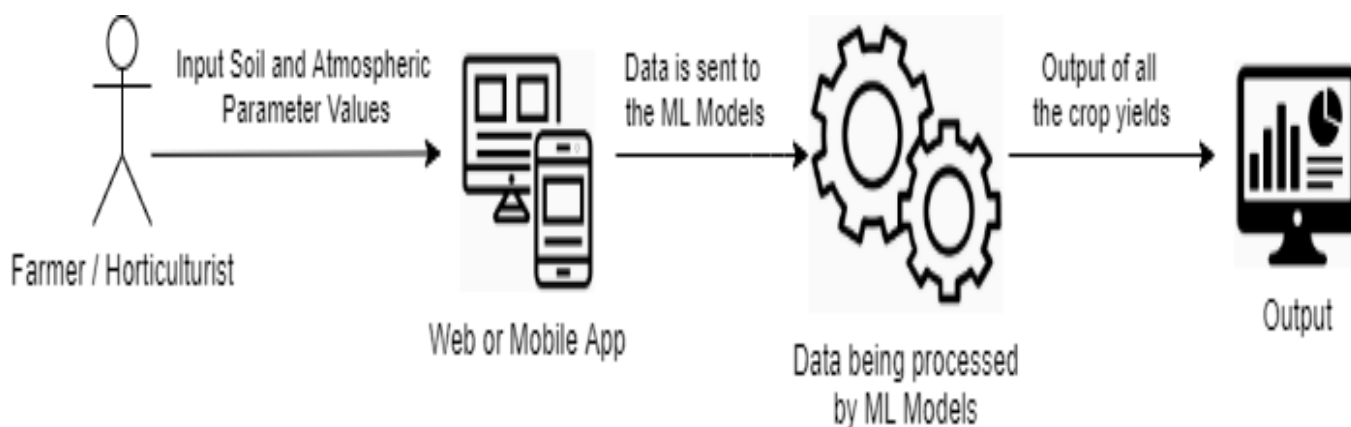 Input Soil and Atmospheric
Parameter Values
Data is sent to
the ML Models
Output of all
the crop yields
Farmer / Horticulturist
Web or Mobile App
Data being processed
by ML Models
Output